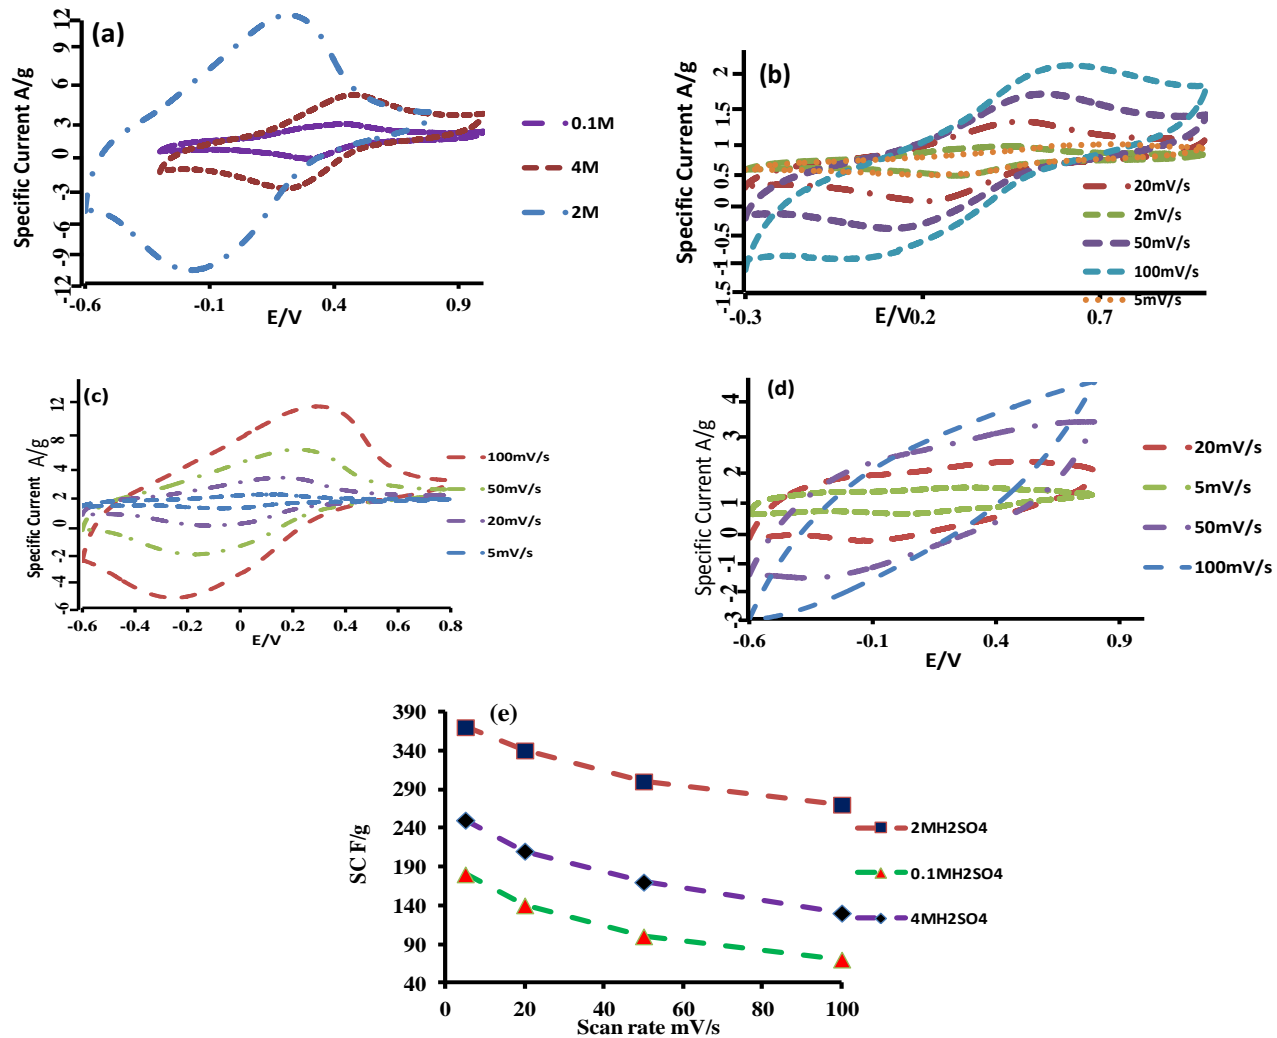 (a)
Specific Current A/g
12
9
6
3
0
-3
-6
-9
-12
-0.6
-0.1
0.4
0.9
E/V
0.1M
4M
2M
(b)
Specific Current A/g
2
1.5
1
0.5
0
-0.5
-1
-1.5
-0.3
0.2
0.7
E/V
20mV/s
2mV/s
50mV/s
100mV/s
5mV/s
(c)
Specific Current A/g
12
8
4
2
0
-2
-4
-6
-0.6
-0.4
-0.2
0
0.2
0.4
0.6
0.8
E/V
100mV/s
50mV/s
20mV/s
5mV/s
(d)
Specific Current A/g
4
3
2
1
0
-1
-2
-3
-0.6
-0.1
0.4
0.9
E/V
20mV/s
5mV/s
50mV/s
100mV/s
(e)
SC F/g
390
340
290
240
190
140
90
40
0
20
40
60
80
100
Scan rate mV/s
2MH2SO4
0.1MH2SO4
4MH2SO4